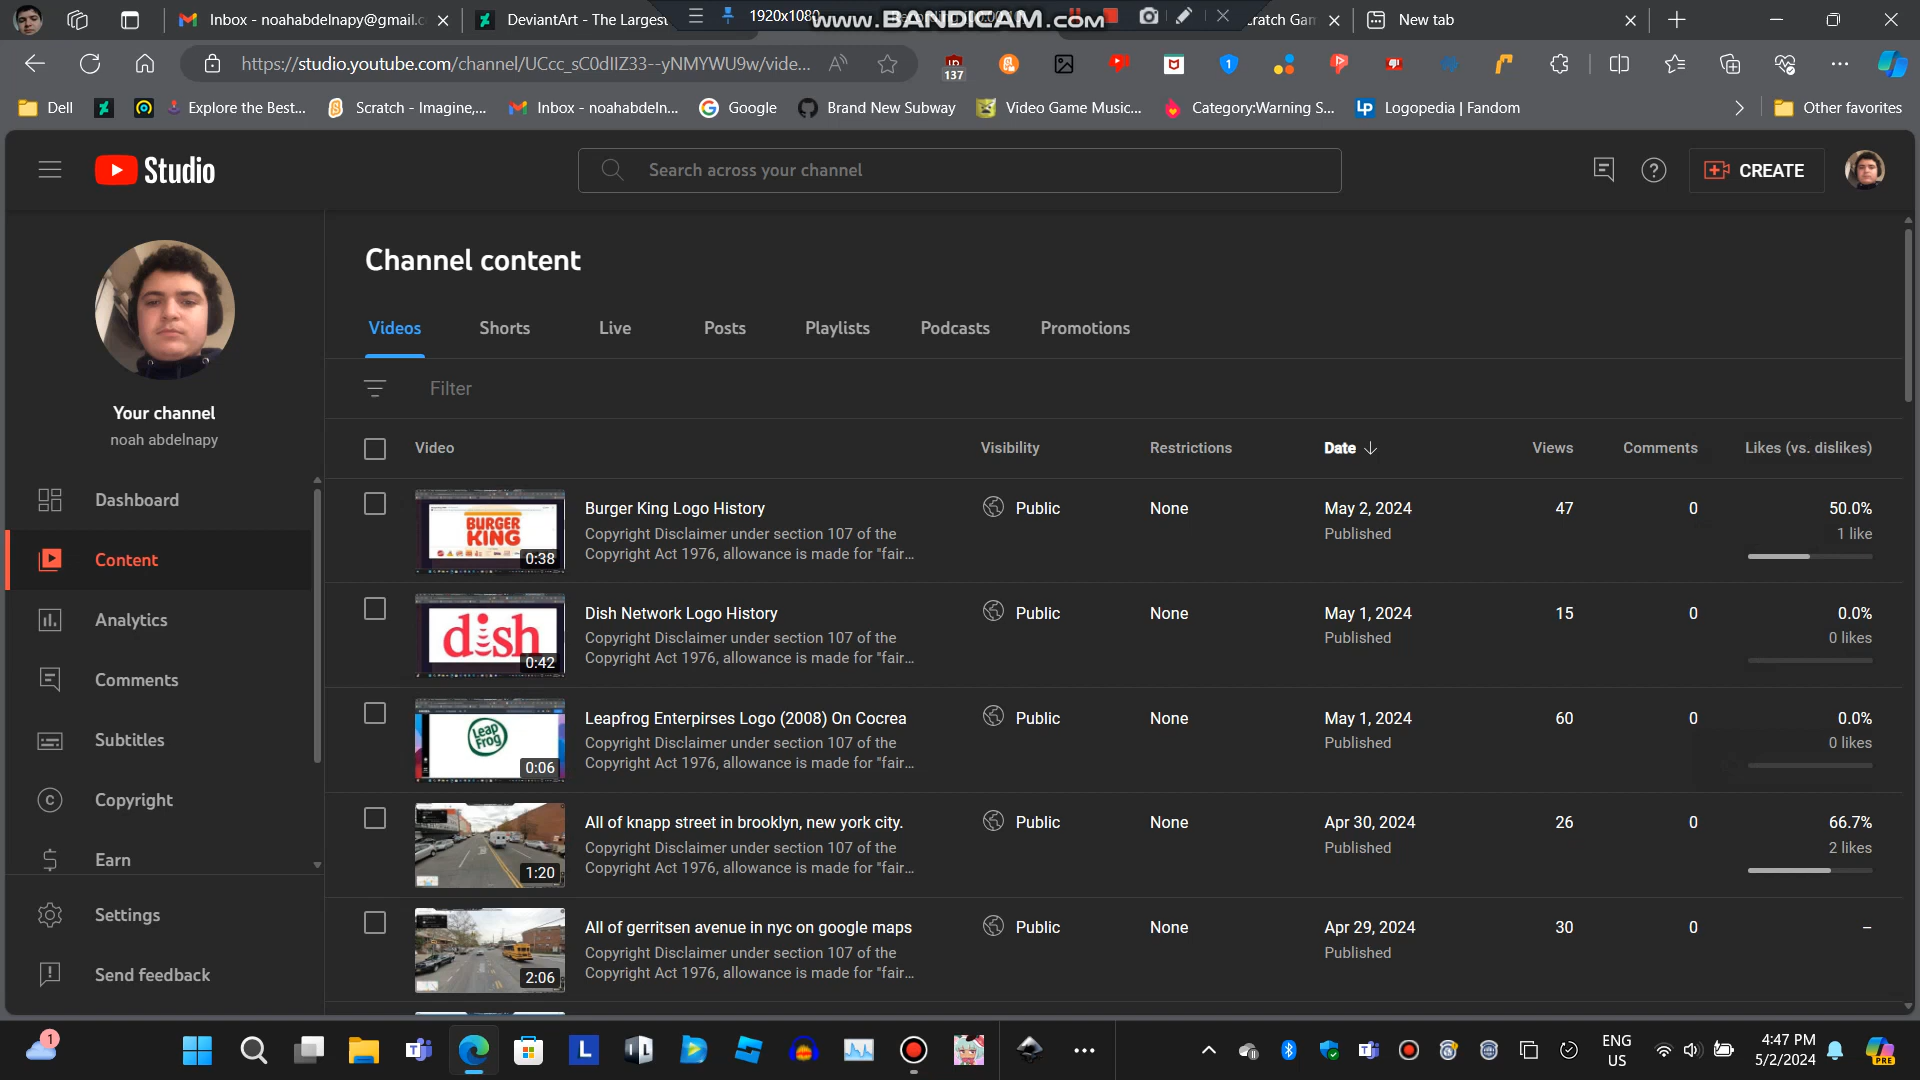 Inbox - noahabdelnapy@gmail.c
DeviantArt - The Largest
1920x1080
www.BANDICAM.com
cratch Gam
New tab
https://studio.youtube.com/channel/UCcc_sC0dIIZ33--yNMYWU9w/vide...
137
Dell
Explore the Best...
Scratch - Imagine,...
Inbox - noahabdeln...
Google
Brand New Subway
Video Game Music...
Category:Warning S...
Logopedia | Fandom
Other favorites
Studio
Search across your channel
CREATE
Your channel
noah abdelnapy
Dashboard
Content
Analytics
Comments
Subtitles
Copyright
Earn
Settings
Send feedback
Channel content
Videos Shorts Live Posts Playlists Podcasts Promotions
Filter
Video Visibility Restrictions Date Views Comments Likes (vs. dislikes)
BURGER KING
0:38
Burger King Logo History Public None May 2, 2024 47 0 50.0%
Copyright Disclaimer under section 107 of the Published 1 like
Copyright Act 1976, allowance is made for "fair...
dish
0:42
Dish Network Logo History Public None May 1, 2024 15 0 0.0%
Copyright Disclaimer under section 107 of the Published 0 likes
Copyright Act 1976, allowance is made for "fair...
Leap Frog
0:06
Leapfrog Enterpirses Logo (2008) On Cocrea Public None May 1, 2024 60 0 0.0%
Copyright Disclaimer under section 107 of the Published 0 likes
Copyright Act 1976, allowance is made for "fair...
1:20
All of knapp street in brooklyn, new york city. Public None Apr 30, 2024 26 0 66.7%
Copyright Disclaimer under section 107 of the Published 2 likes
Copyright Act 1976, allowance is made for "fair...
2:06
All of gerritsen avenue in nyc on google maps Public None Apr 29, 2024 30 0 –
Copyright Disclaimer under section 107 of the Published
Copyright Act 1976, allowance is made for "fair...
1
ENG
US
4:47 PM
5/2/2024